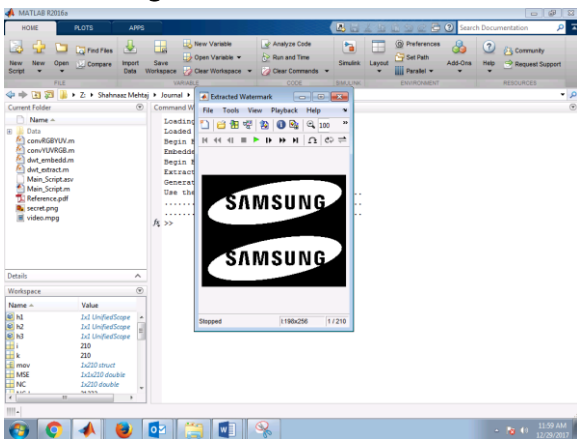 MATLAB R2016a
HOME PLOTS APPS Search Documentation
New Script New Open Find Files Compare Import Data Save Workspace New Variable Open Variable Clear Workspace Analyze Code Run and Time Clear Commands Simulink Layout Preferences Set Path Parallel Add-Ons Help Community Request Support
FILE VARIABLE CODE SIMULINK ENVIRONMENT RESOURCES
Z: Shahnaaz Mehtaj Journal
Current Folder
Name
Data
convRGBYUV.m
convYUVRGB.m
dwt_embedd.m
dwt_extract.m
Main_Script.asv
Main_Script.m
Reference.pdf
secret.png
video.mpg
Details
Workspace
Name Value
h1 1x1 UnifiedScope
h2 1x1 UnifiedScope
h3 1x1 UnifiedScope
i 210
k 210
mov 1x210 struct
MSE 1x1x210 double
NC 1x210 double
Command W
Loading
Loaded
Begin
Embedde
Begin
Extract
Generat
Use the
fx >>
Extracted Watermark
File Tools View Playback Help
100
SAMSUNG
SAMSUNG
Stopped I:198x256 1 / 210
11:59 AM
12/29/2017